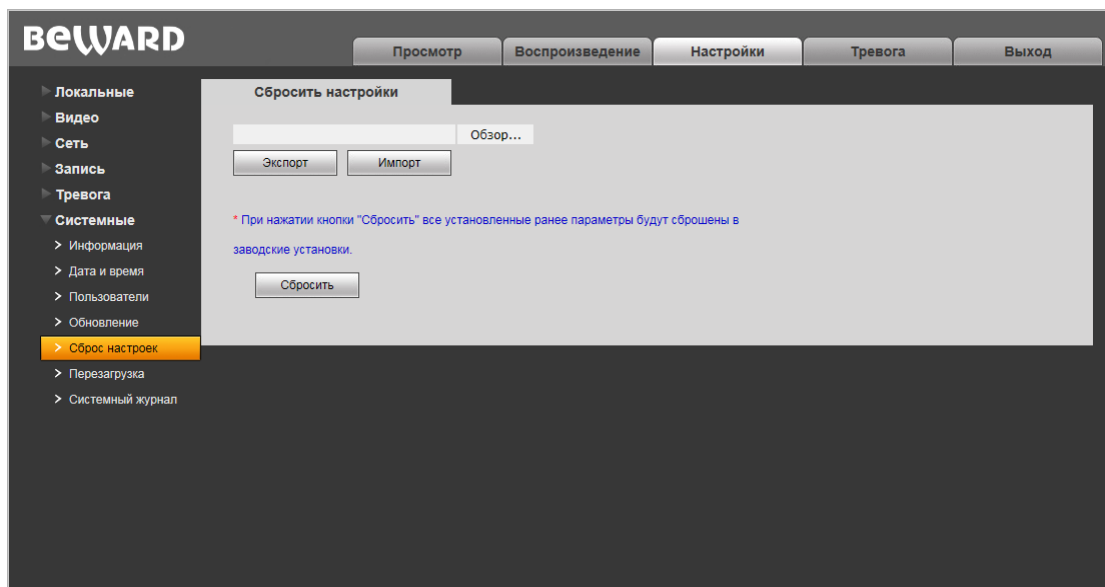 BEWARD
Просмотр
Воспроизведение
Настройки
Тревога
Выход
Локальные
Видео
Сеть
Запись
Тревога
Системные
Информация
Дата и время
Пользователи
Обновление
Сброс настроек
Перезагрузка
Системный журнал
Сбросить настройки
Обзор...
Экспорт
Импорт
* При нажатии кнопки "Сбросить" все установленные ранее параметры будут сброшены в
заводские установки.
Сбросить